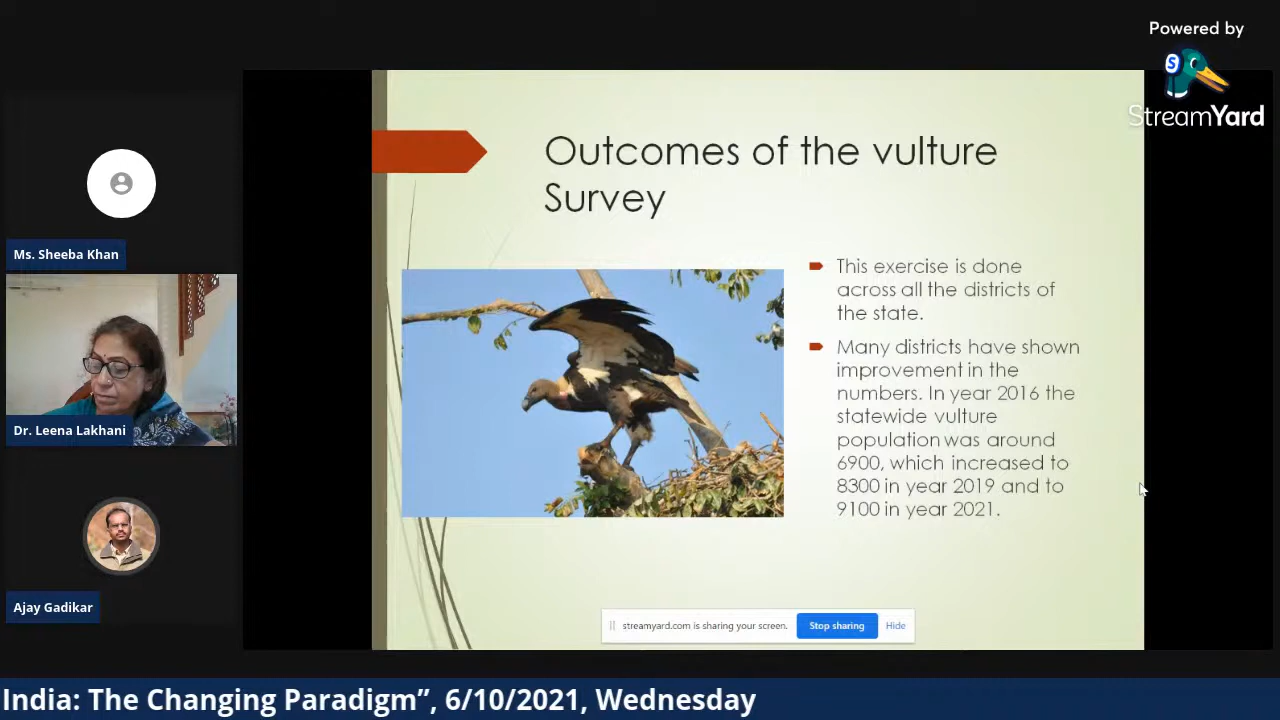 Powered by
S
StreamYard
Outcomes of the vulture
Survey
This exercise is done
across all the districts of
the state.
Many districts have shown
improvement in the
numbers. In year 2016 the
statewide vulture
population was around
6900, which increased to
8300 in year 2019 and to
9100 in year 2021.
Ms. Sheeba Khan
Dr. Leena Lakhani
Ajay Gadikar
streamyard.com is sharing your screen.
Stop sharing
Hide
India: The Changing Paradigm”, 6/10/2021, Wednesday